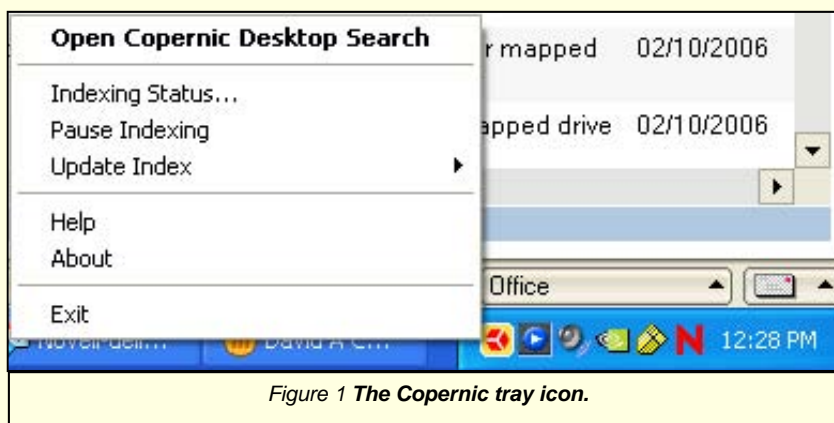 Open Copernic Desktop Search
r mapped 02/10/2006
Indexing Status...
Pause Indexing
apped drive 02/10/2006
Update Index
Help
About
Office
Exit
David A C...
12:28 PM
Figure 1 The Copernic tray icon.